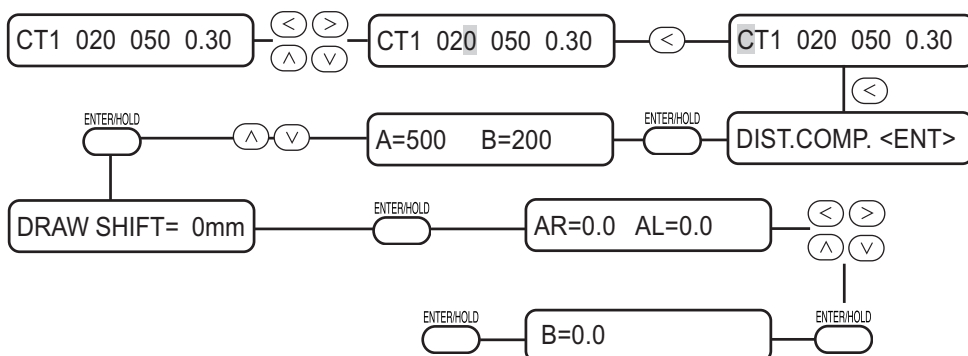 CT1 020 050 0.30
CT1 020 050 0.30
CT1 020 050 0.30
ENTER/HOLD
A=500 B=200
ENTER/HOLD
DIST.COMP. <ENT>
DRAW SHIFT= 0mm
ENTER/HOLD
AR=0.0 AL=0.0
ENTER/HOLD
B=0.0
ENTER/HOLD